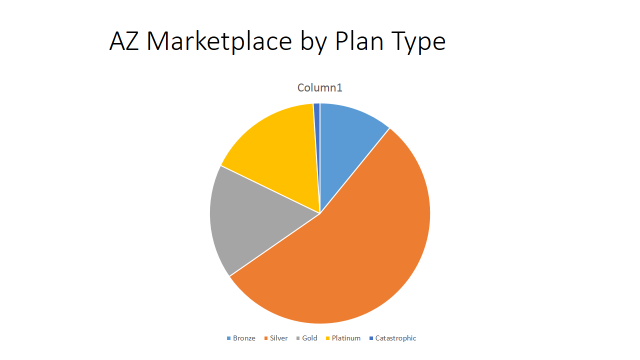 AZ Marketplace by Plan Type
Column1
Bronze Silver Gold Platinum Catastrophic